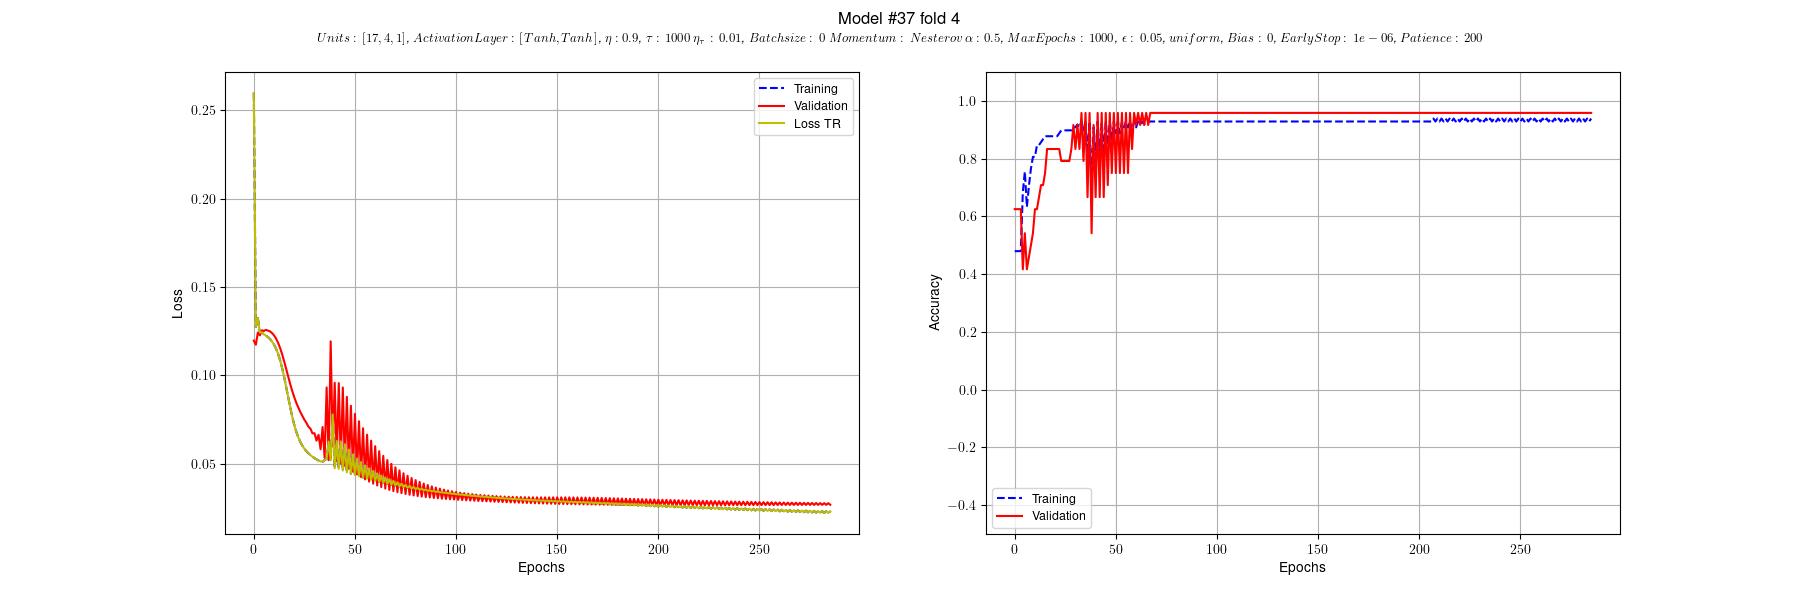 Model #37 fold 4
Units : [17, 4, 1], ActivationLayer : [Tanh, Tanh], η : 0.9, τ : 1000 ητ : 0.01, Batchsize : 0 Momentum : Nesterov α : 0.5, MaxEpochs : 1000, ϵ : 0.05, uniform, Bias : 0, EarlyStop : 1e − 06, Patience : 200
Loss
0.25
0.20
0.15
0.10
0.05
Training
Validation
Loss TR
0 50 100 150 200 250
Epochs
Accuracy
1.0
0.8
0.6
0.4
0.2
0.0
−0.2
−0.4
Training
Validation
0 50 100 150 200 250
Epochs